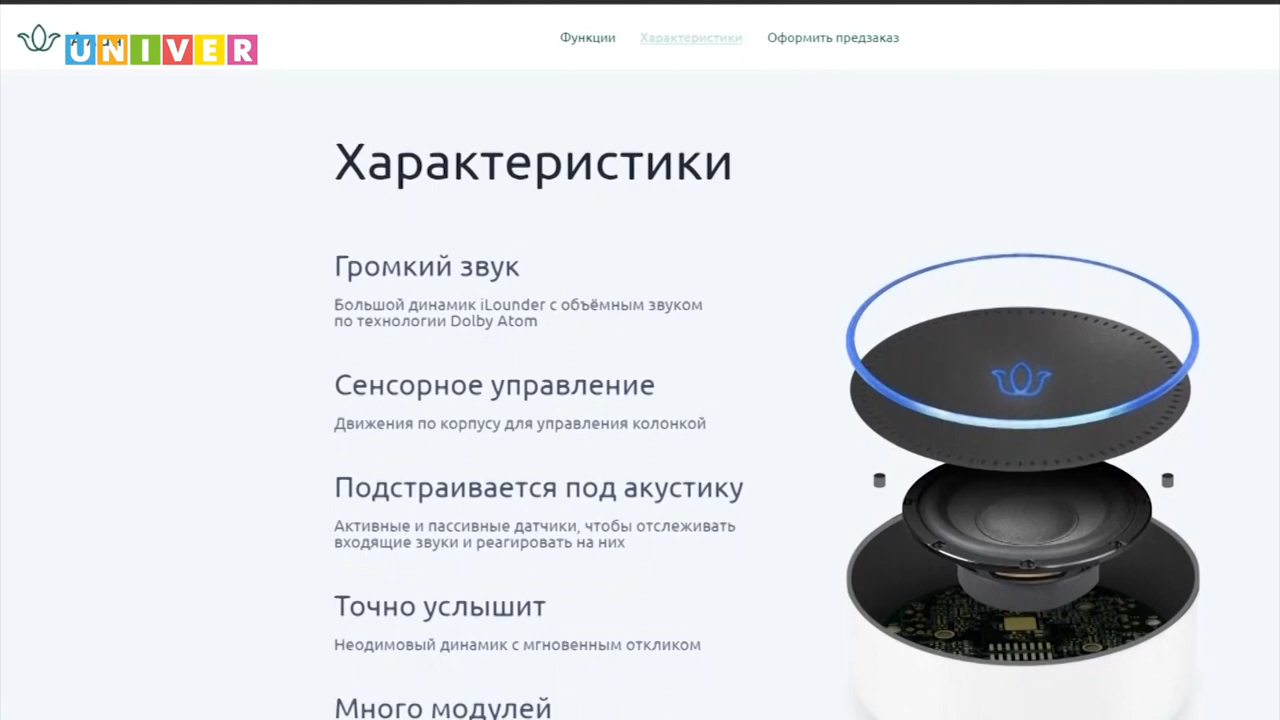 UNIVER
Функции
Характеристики
Оформить предзаказ
Характеристики
Громкий звук
Большой динамик iLounder с объёмным звуком
по технологии Dolby Atom
Сенсорное управление
Движения по корпусу для управления колонкой
Подстраивается под акустику
Активные и пассивные датчики, чтобы отслеживать
входящие звуки и реагировать на них
Точно услышит
Неодимовый динамик с мгновенным откликом
Много модулей